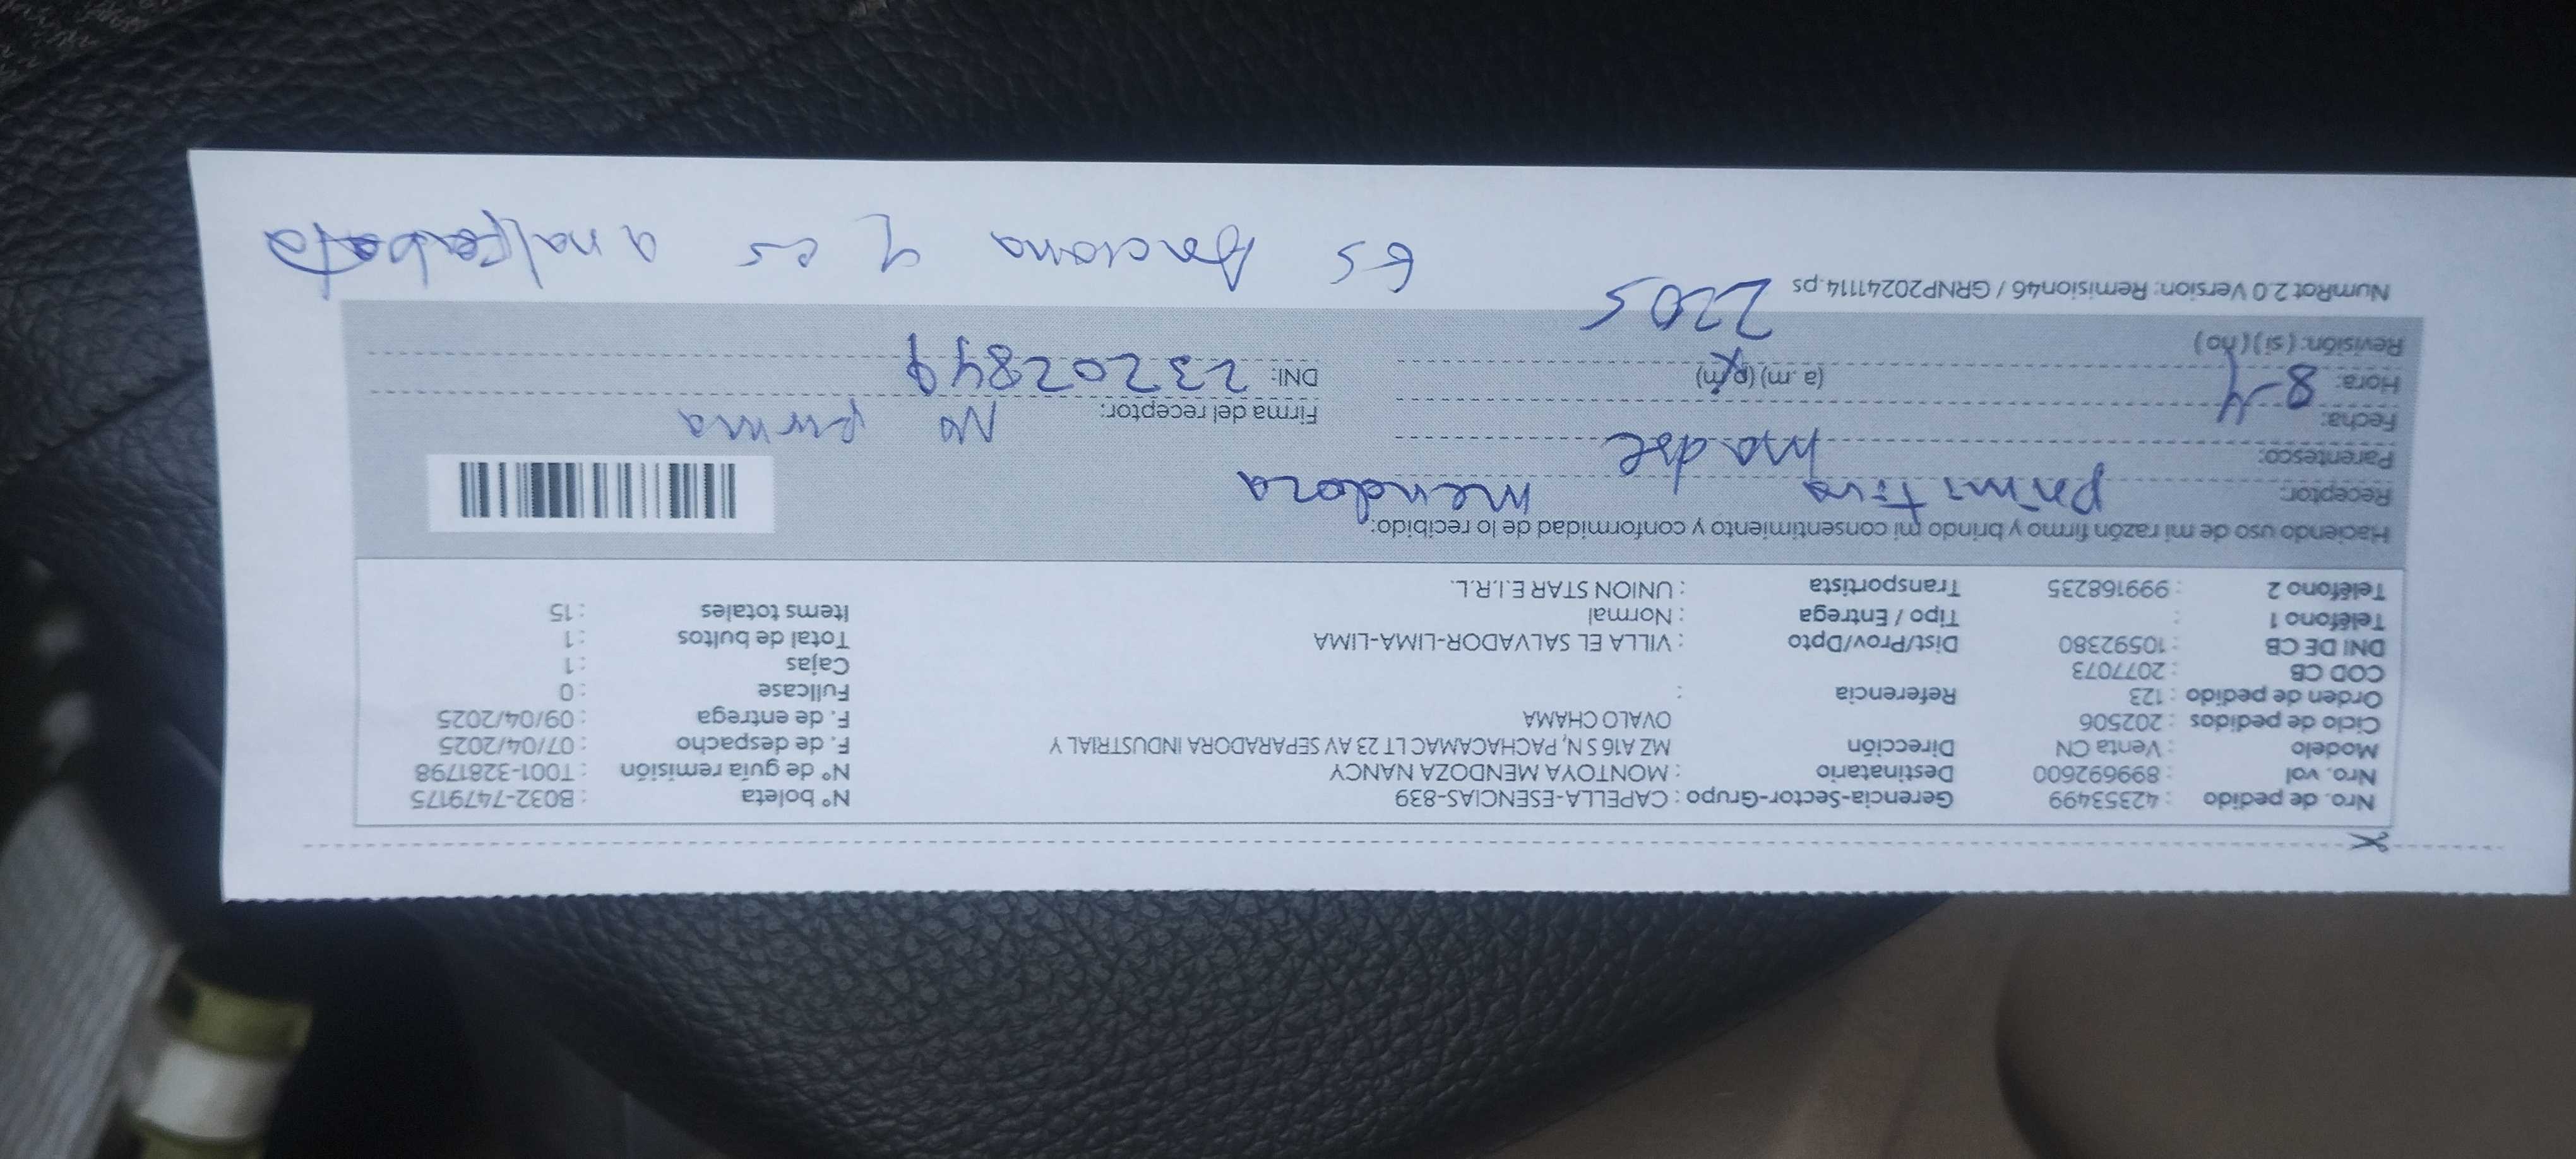 Nro. de pedido : 42353499 Gerencia-Sector-Grupo : CAPELLA-ESENCIAS-839 N° boleta : B032-7479175
Nro. vol : 899692600 Destinatario : MONTOYA MENDOZA NANCY N° de guía remisión : T001-3281798
Modelo : Venta CN Dirección MZ A16 S N, PACHACAMAC LT 23 AV SEPARADORA INDUSTRIAL Y F. de despacho : 07/04/2025
Ciclo de pedidos : 202506 OVALO CHAMA F. de entrega : 09/04/2025
Orden de pedido : 123 Referencia : Fullcase : 0
COD CB : 2077073 Cajas : 1
DNI DE CB : 10592380 Dist/Prov/Dpto : VILLA EL SALVADOR-LIMA-LIMA Total de bultos : 1
Teléfono 1 : Tipo / Entrega : Normal Items totales : 15
Teléfono 2 : 999168235 Transportista : UNION STAR E.I.R.L.
Haciendo uso de mi razón firmo y brindo mi consentimiento y conformidad de lo recibido:
Receptor: primitiva mendoza
Parentesco: madre
Fecha: 8-4 Firma del receptor: No firma
Hora: (a. m) (p.m) DNI: 23202849
Revisión: (si) (no) 2205
NumRot 2.0 Version: Remision46 / GRNP20241114.ps
Es Anciana q es analfabata